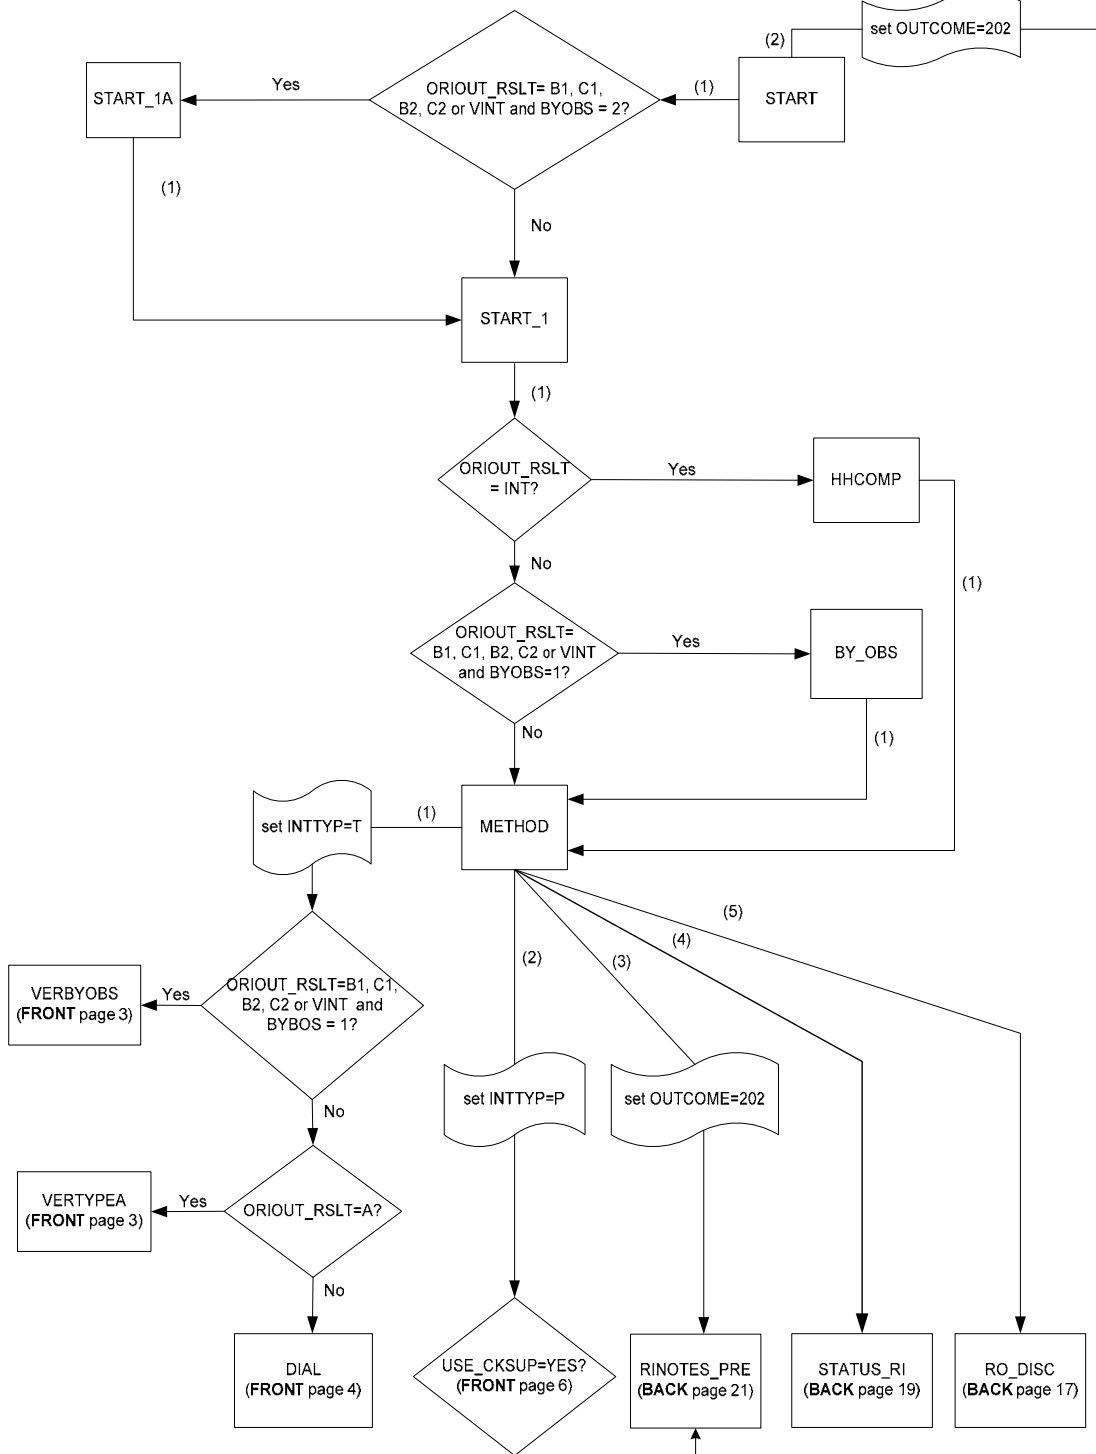 set OUTCOME=202
(2)
START
(1)
ORIOUT_RSLT= B1, C1,
B2, C2 or VINT and BYOBS = 2?
Yes
START_1A
(1)
No
START_1
(1)
ORIOUT_RSLT
= INT?
Yes
HHCOMP
(1)
No
ORIOUT_RSLT=
B1, C1, B2, C2 or VINT
and BYOBS=1?
Yes
BY_OBS
(1)
No
METHOD
(1)
set INTTYP=T
(2)
(3)
(4)
(5)
ORIOUT_RSLT=B1, C1,
B2, C2 or VINT and
BYBOS = 1?
Yes
VERBYOBS
(FRONT page 3)
No
set INTTYP=P
set OUTCOME=202
ORIOUT_RSLT=A?
Yes
VERTYPEA
(FRONT page 3)
No
DIAL
(FRONT page 4)
USE_CKSUP=YES?
(FRONT page 6)
RINOTES_PRE
(BACK page 21)
STATUS_RI
(BACK page 19)
RO_DISC
(BACK page 17)